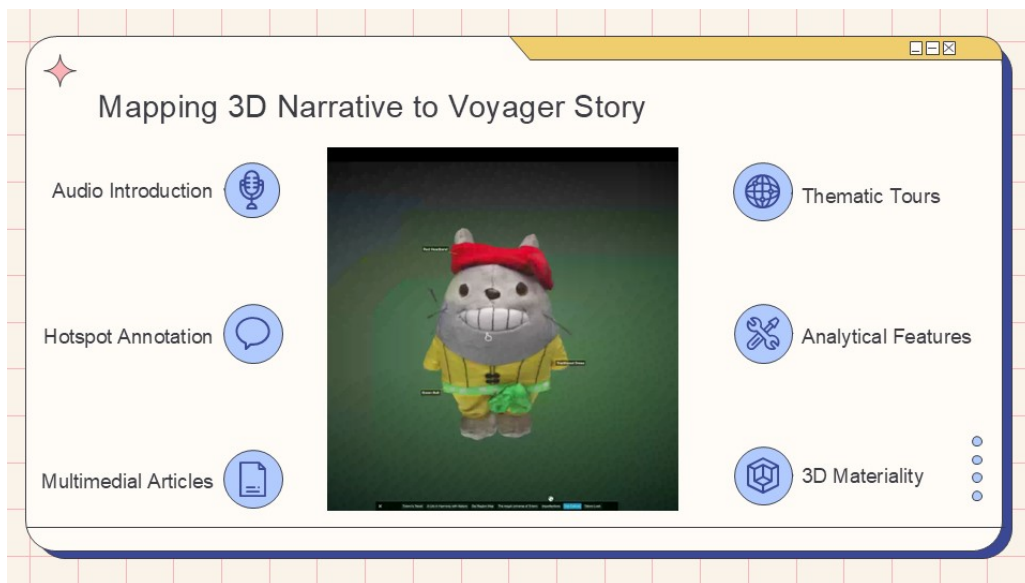 Mapping 3D Narrative to Voyager Story
Audio Introduction
Thematic Tours
Hotspot Annotation
Analytical Features
Multimedial Articles
3D Materiality